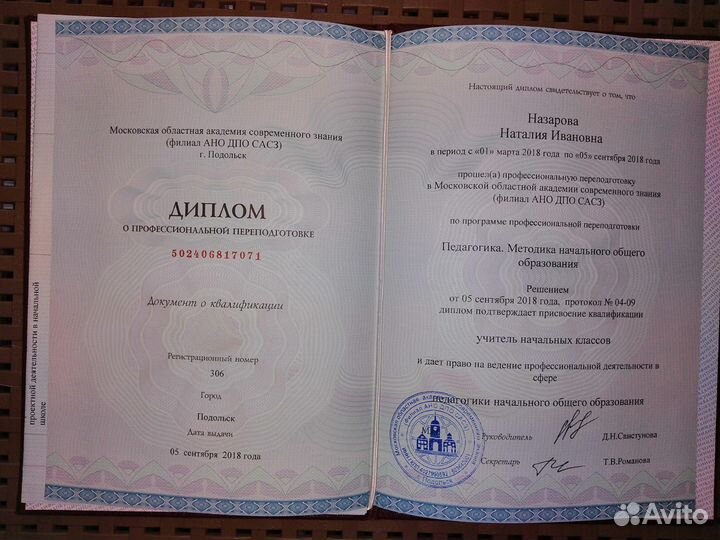 Московская областная академия современного знания
(филиал АНО ДПО САСЗ)
г. Подольск
ДИПЛОМ
О ПРОФЕССИОНАЛЬНОЙ ПЕРЕПОДГОТОВКЕ
502406817071
Документ о квалификации
Регистрационный номер
306
Город
Подольск
Дата выдачи
05 сентября 2018 года
проектной деятельности в начальной
школе
Настоящий диплом свидетельствует о том, что
Назарова
Наталия Ивановна
в период с «01» марта 2018 года по «05» сентября 2018 года
прошел(а) профессиональную переподготовку
в Московской областной академии современного знания
(филиал АНО ДПО САСЗ)
по программе профессиональной переподготовки
Педагогика. Методика начального общего
образования
Решением
от 05 сентября 2018 года, протокол № 04-09
диплом подтверждает присвоение квалификации
учитель начальных классов
и дает право на ведение профессиональной деятельности в
сфере
педагогики начального общего образования
Руководитель Д.Н.Свистунова
Секретарь Т.В.Романова
Avito